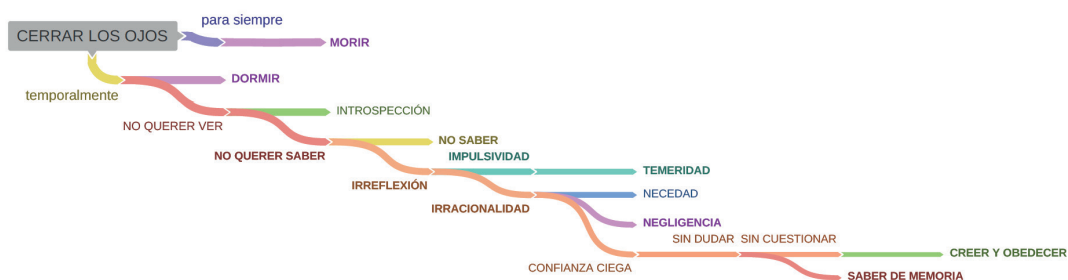 para siempre
CERRAR LOS OJOS
MORIR
DORMIR
temporalmente
INTROSPECCIÓN
NO QUERER VER
NO SABER
NO QUERER SABER
IMPULSIVIDAD
TEMERIDAD
IRREFLEXIÓN
NECEDAD
IRRACIONALIDAD
NEGLIGENCIA
SIN DUDAR SIN CUESTIONAR
CREER Y OBEDECER
CONFIANZA CIEGA
SABER DE MEMORIA